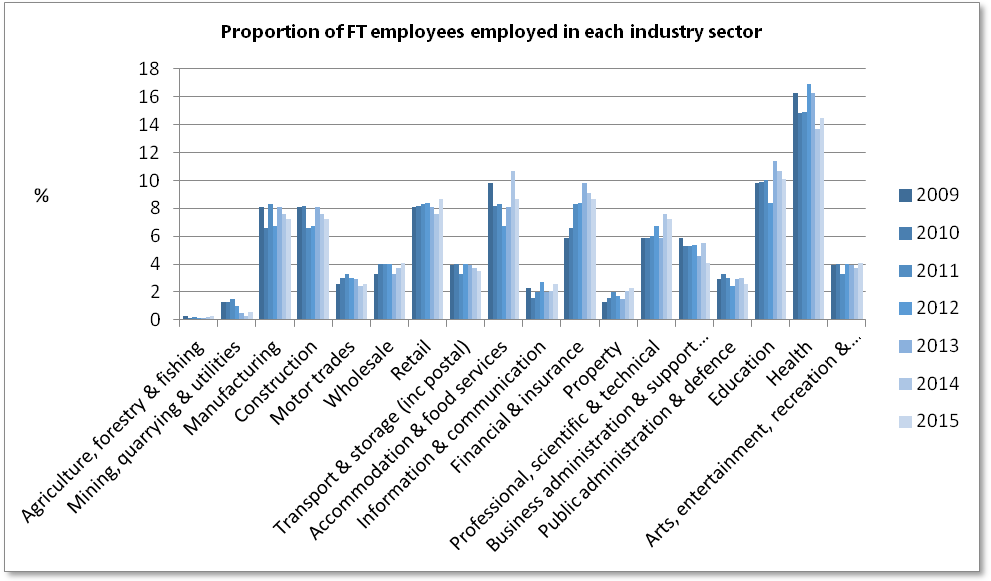 Proportion of FT employees employed in each industry sector
%
18
16
14
12
10
8
6
4
2
0
Agriculture, forestry & fishing
Mining, quarrying & utilities
Manufacturing
Construction
Motor trades
Wholesale
Retail
Transport & storage (inc postal)
Accommodation & food services
Information & communication
Financial & insurance
Property
Professional, scientific & technical
Business administration & support...
Public administration & defence
Education
Health
Arts, entertainment, recreation &...
2009
2010
2011
2012
2013
2014
2015